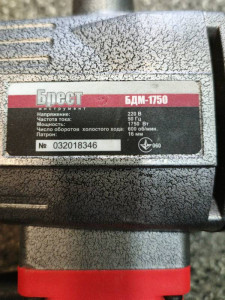 Брест
инструмент
БДМ-1750
Напряжение: 220 В
Частота тока: 50 Гц
Мощность: 1750 Вт
Число оборотов холостого хода: 600 об/мин.
Патрон: 16 мм
№ 032018346